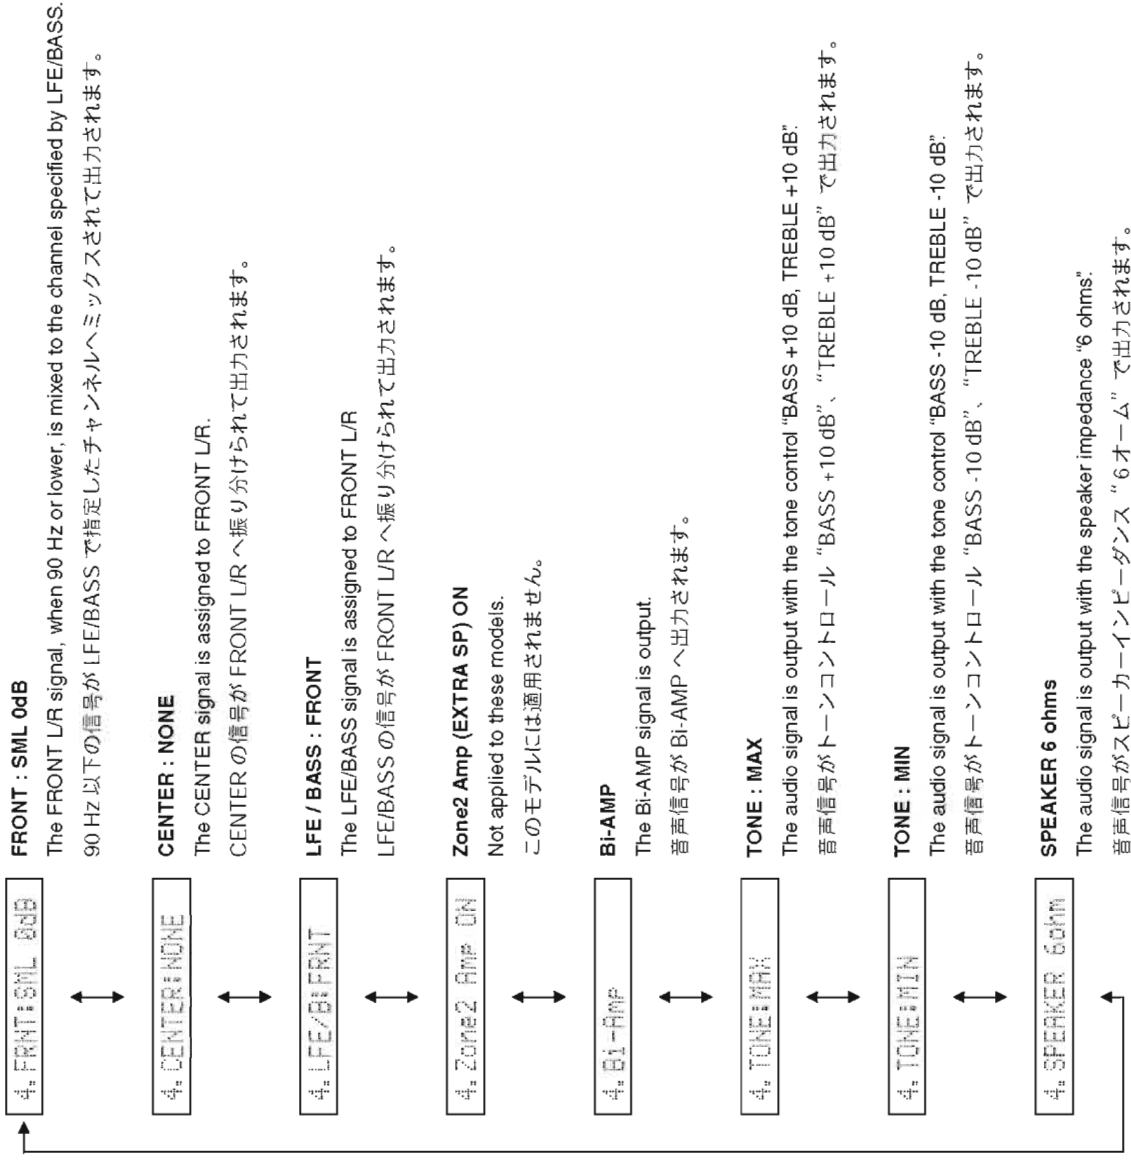 4.FRNT:SML 0dB
FRONT : SML 0dB
The FRONT L/R signal, when 90 Hz or lower, is mixed to the channel specified by LFE/BASS.
90 Hz 以下の信号が LFE/BASS で指定したチャンネルへミックスされて出力されます。
4.CENTER:NONE
CENTER : NONE
The CENTER signal is assigned to FRONT L/R.
CENTER の信号が FRONT L/R へ振り分けられて出力されます。
4.LFE/B:FRNT
LFE / BASS : FRONT
The LFE/BASS signal is assigned to FRONT L/R
LFE/BASS の信号が FRONT L/R へ振り分けられて出力されます。
4.Zone2 Amp ON
Zone2 Amp (EXTRA SP) ON
Not applied to these models.
このモデルには適用されません。
4.Bi-Amp
Bi-AMP
The Bi-AMP signal is output.
音声信号が Bi-AMP へ出力されます。
4.TONE:MAX
TONE : MAX
The audio signal is output with the tone control “BASS +10 dB, TREBLE +10 dB”.
音声信号がトーンコントロール “BASS +10 dB”、“TREBLE +10 dB” で出力されます。
4.TONE:MIN
TONE : MIN
The audio signal is output with the tone control “BASS -10 dB, TREBLE -10 dB”.
音声信号がトーンコントロール “BASS -10 dB”、“TREBLE -10 dB” で出力されます。
4.SPEAKER 6ohm
SPEAKER 6 ohms
The audio signal is output with the speaker impedance “6 ohms”.
音声信号がスピーカーインピーダンス “6オーム” で出力されます。